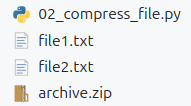 02_compress_file.py
file1.txt
file2.txt
archive.zip